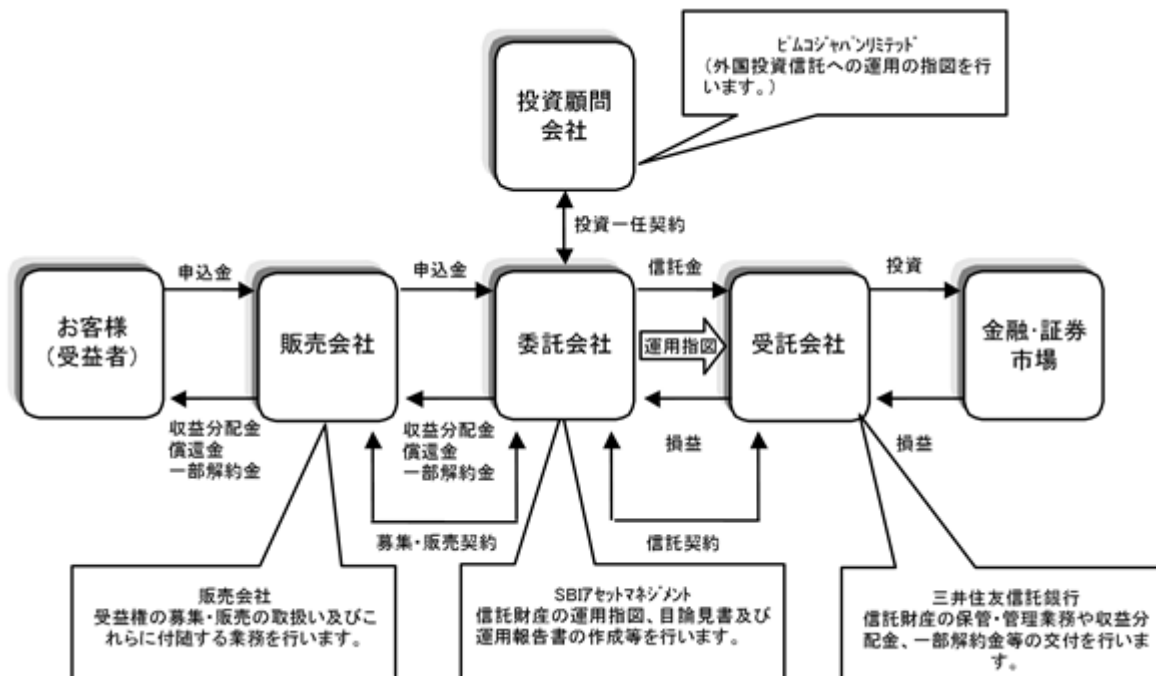 ﾋﾟﾑｺｼﾞｬﾊﾟﾝﾘﾐﾃｯﾄﾞ
（外国投資信託への運用の指図を行
います。）
投資顧問
会社
投資一任契約
申込金
申込金
信託金
投資
お客様
（受益者）
販売会社
委託会社
運用指図
受託会社
金融・証券
市場
収益分配金
償還金
一部解約金
収益分配金
償還金
一部解約金
損益
損益
募集・販売契約
信託契約
販売会社
受益権の募集・販売の取扱い及びこ
れらに付随する業務を行います。
SBIｱｾｯﾄﾏﾈｼﾞﾒﾝﾄ
信託財産の運用指図、目論見書及び
運用報告書の作成等を行います。
三井住友信託銀行
信託財産の保管・管理業務や収益分
配金、一部解約金等の交付を行いま
す。